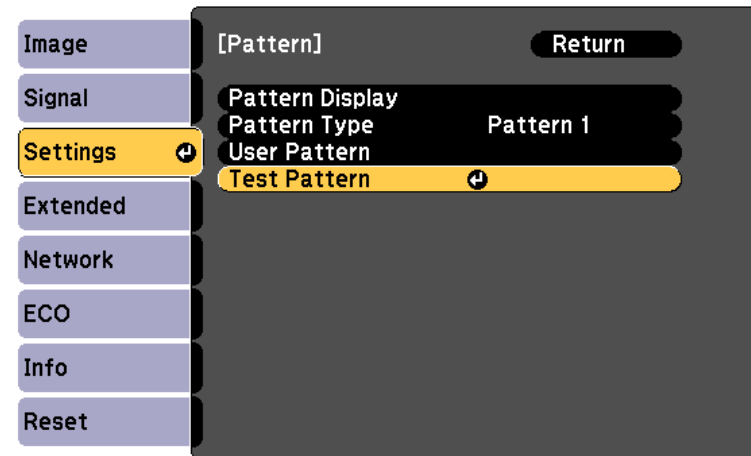 Image
Signal
Settings
Extended
Network
ECO
Info
Reset
[Pattern] Return
Pattern Display
Pattern Type Pattern 1
User Pattern
Test Pattern